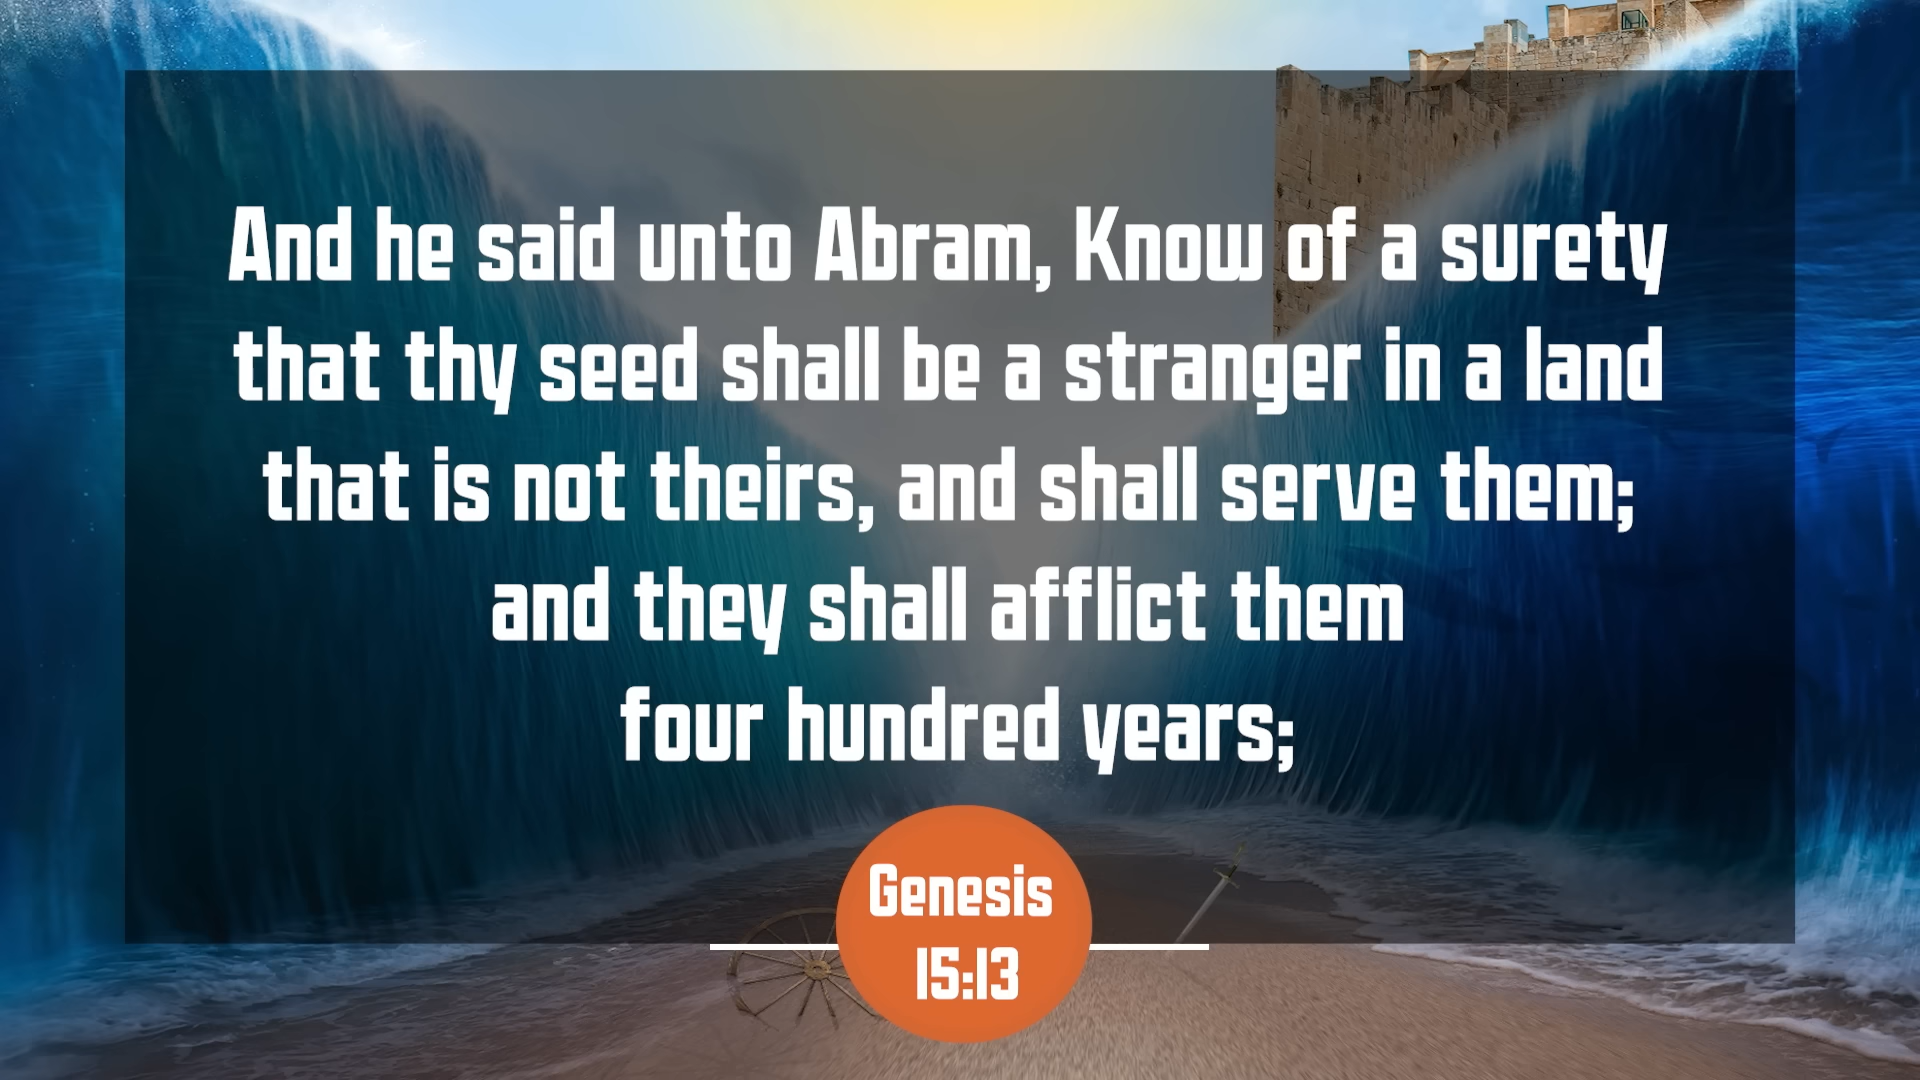 And he said unto Abram, Know of a surety
that thy seed shall be a stranger in a land
that is not theirs, and shall serve them;
and they shall afflict them
four hundred years;
Genesis
15:13